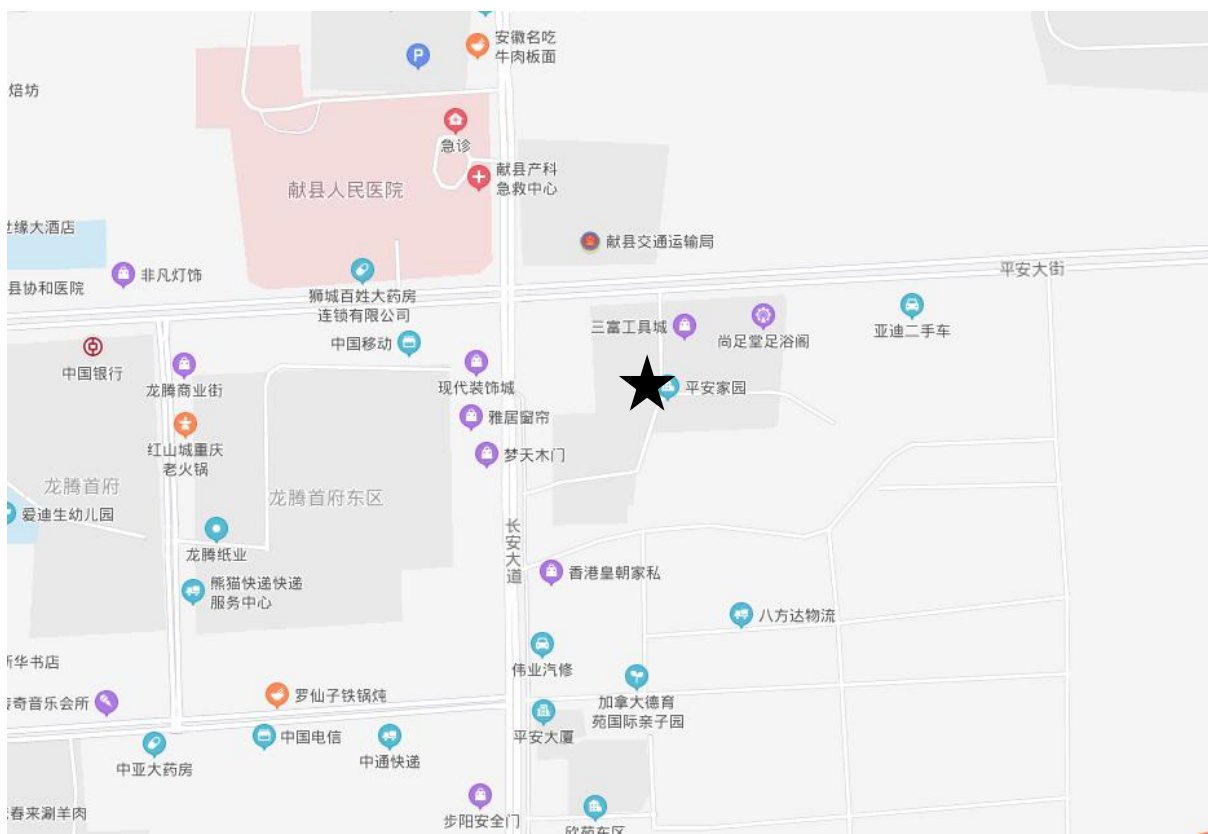 安徽名吃
牛肉板面
P
焙坊
急诊
献县产科
急救中心
献县人民医院
世缘大酒店
献县交通运输局
平安大街
非凡灯饰
县协和医院
狮城百姓大药房
连锁有限公司
三富工具城
尚足堂足浴阁
亚迪二手车
中国移动
中国银行
龙腾商业街
现代装饰城
平安家园
雅居窗帘
红山城重庆
老火锅
梦天木门
龙腾首府
龙腾首府东区
爱迪生幼儿园
长安大道
龙腾纸业
香港皇朝家私
熊猫快递快递
服务中心
八方达物流
新华书店
伟业汽修
传奇音乐会所
罗仙子铁锅炖
加拿大德育
苑国际亲子园
中国电信
平安大厦
中亚大药房
中通快递
春来涮羊肉
步阳安全门
欣苑东区